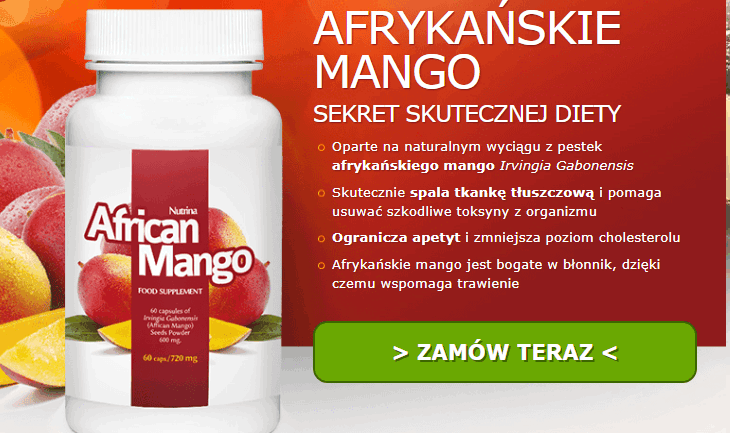 AFRYKAŃSKIE
MANGO
SEKRET SKUTECZNEJ DIETY
Oparte na naturalnym wyciągu z pestek
afrykańskiego mango Irvingia Gabonensis
Skutecznie spala tkankę tłuszczową i pomaga
usuwać szkodliwe toksyny z organizmu
Ogranicza apetyt i zmniejsza poziom cholesterolu
Afrykańskie mango jest bogate w błonnik, dzięki
czemu wspomaga trawienie
> ZAMÓW TERAZ <
Nutrina
African
Mango
FOOD SUPPLEMENT
60 capsules of
Irvingia Gabonensis
(African Mango)
Seeds Powder
600 mg.
60 caps/720 mg